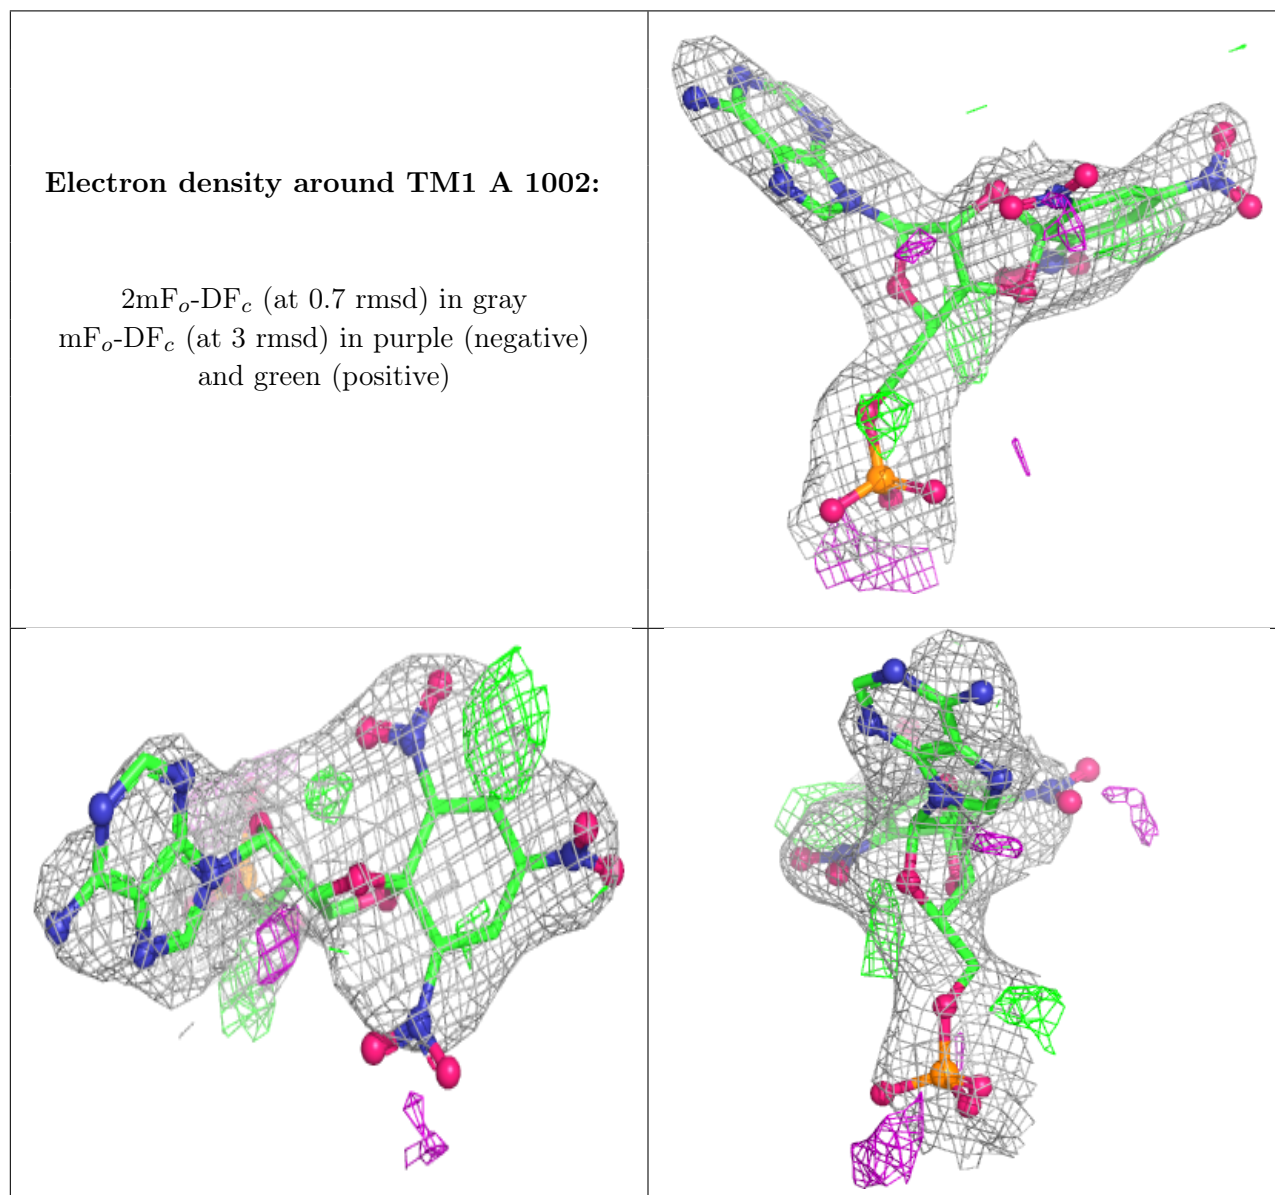 Electron density around TM1 A 1002:
2mFo-DFc (at 0.7 rmsd) in gray
mFo-DFc (at 3 rmsd) in purple (negative)
and green (positive)